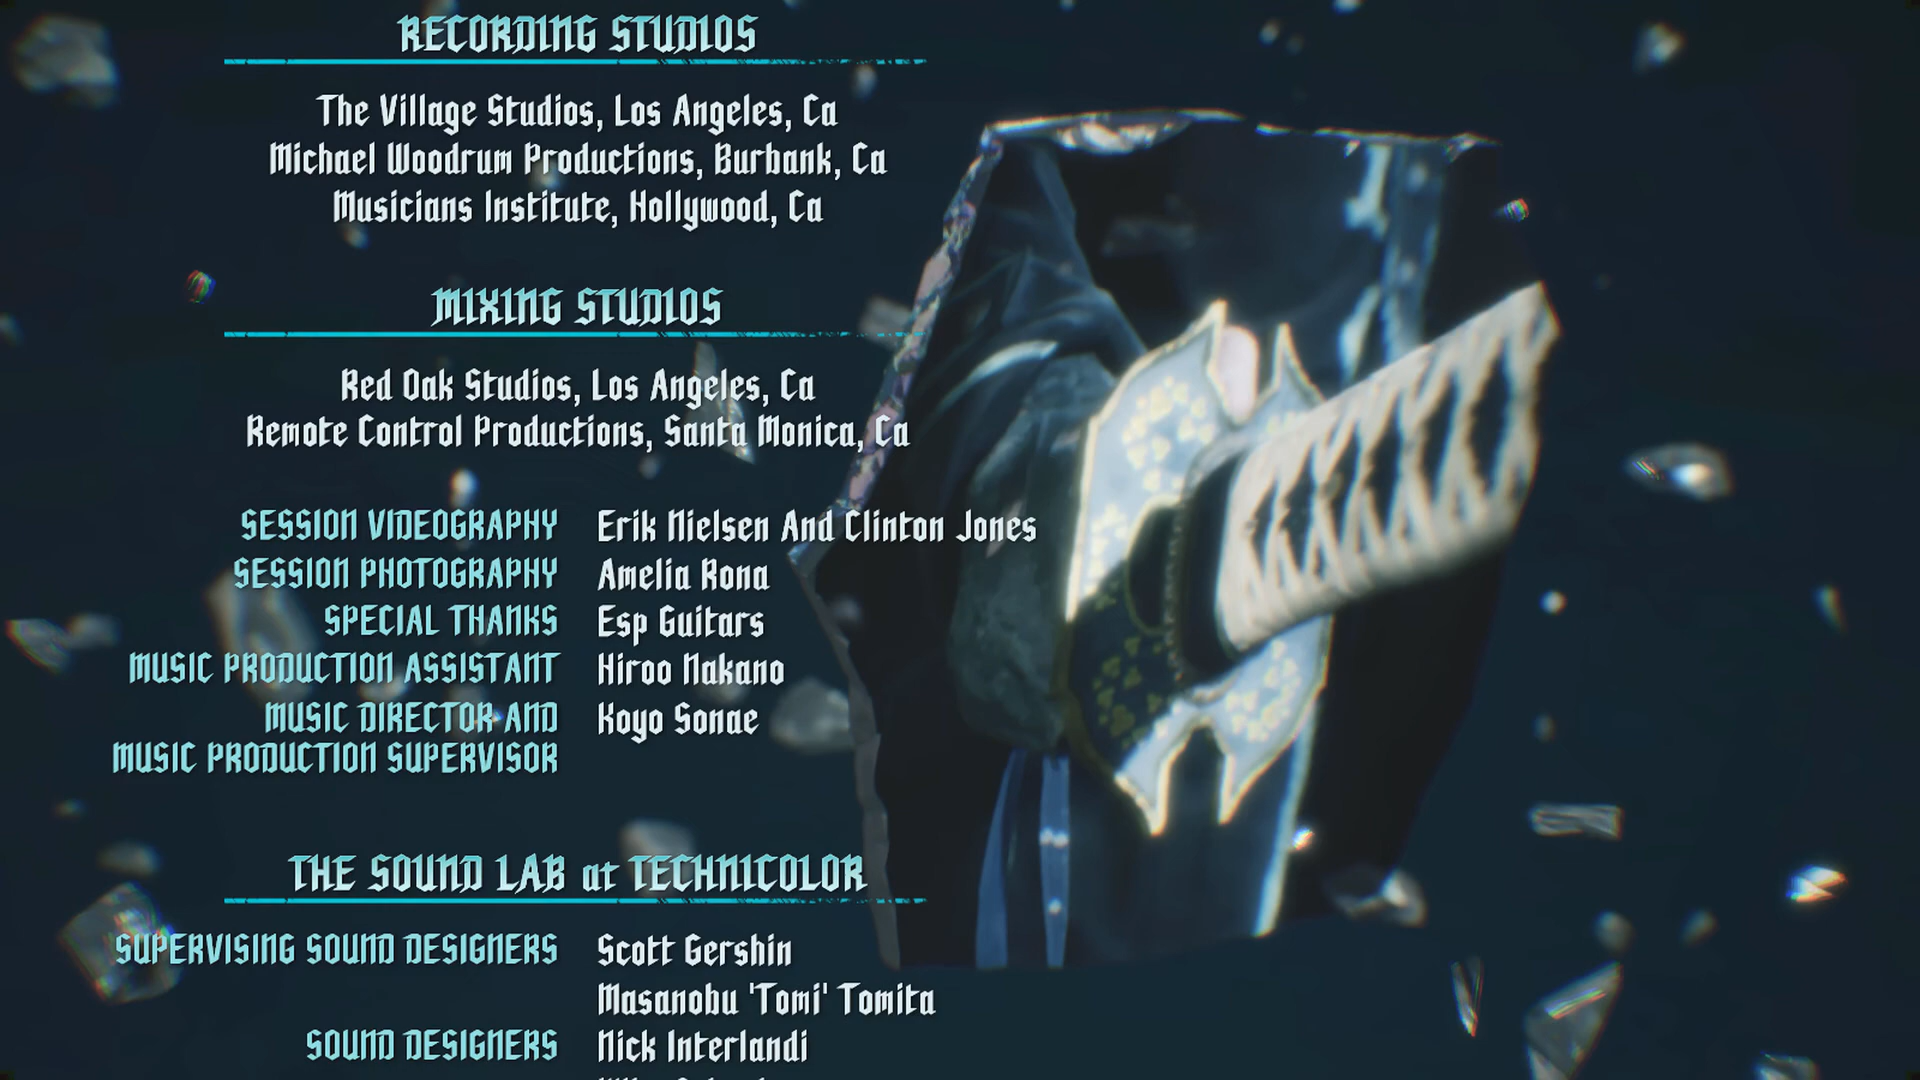 RECORDING STUDIOS
The Village Studios, Los Angeles, Ca
Michael Woodrum Productions, Burbank, Ca
Musicians Institute, Hollywood, Ca
MIXING STUDIOS
Red Oak Studios, Los Angeles, Ca
Remote Control Productions, Santa Monica, Ca
SESSION VIDEOGRAPHY Erik Nielsen And Clinton Jones
SESSION PHOTOGRAPHY Amelia Rona
SPECIAL THANKS Esp Guitars
MUSIC PRODUCTION ASSISTANT Hiroo Nakano
MUSIC DIRECTOR AND Koyo Sonae
MUSIC PRODUCTION SUPERVISOR
THE SOUND LAB at TECHNICOLOR
SUPERVISING SOUND DESIGNERS Scott Gershin
Masanobu 'Tomi' Tomita
SOUND DESIGNERS Nick Interlandi